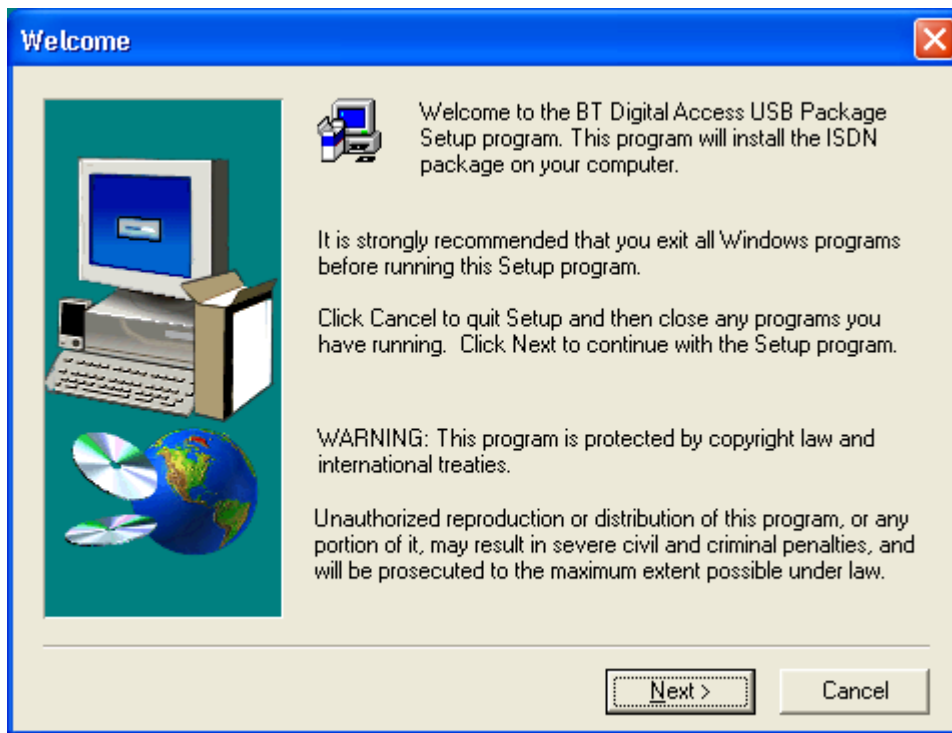 Welcome
Welcome to the BT Digital Access USB Package
Setup program. This program will install the ISDN
package on your computer.
It is strongly recommended that you exit all Windows programs
before running this Setup program.
Click Cancel to quit Setup and then close any programs you
have running.  Click Next to continue with the Setup program.
WARNING: This program is protected by copyright law and
international treaties.
Unauthorized reproduction or distribution of this program, or any
portion of it, may result in severe civil and criminal penalties, and
will be prosecuted to the maximum extent possible under law.
Next >
Cancel